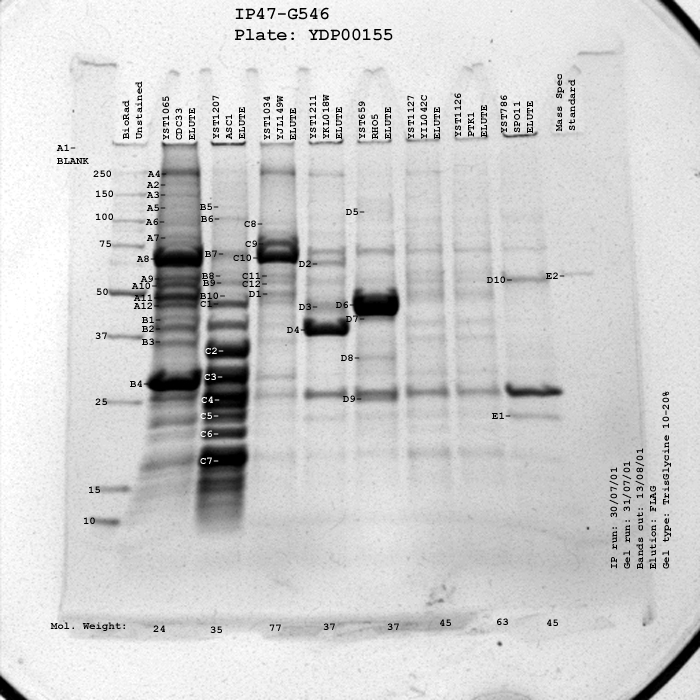 IP47-G546
Plate: YDP00155
BioRad
Unstained
YST1065
CDC33
ELUTE
YST1207
ASC1
ELUTE
YST1034
YJL149W
ELUTE
YST1211
YKL018W
ELUTE
YST659
RHO5
ELUTE
YST1127
YIL042C
ELUTE
YST1126
PTK1
ELUTE
YST786
SPO11
ELUTE
Mass Spec
Standard
A1-
BLANK
250
150
100
75
50
37
25
15
10
A4-
A2-
A3-
A5-
A6-
A7-
A8-
A9-
A10-
A11-
A12-
B1-
B2-
B3-
B4-
B5-
B6-
B7-
B8-
B9-
B10-
C1-
C2-
C3-
C4-
C5-
C6-
C7-
C8-
C9-
C10-
C11-
C12-
D1-
D2-
D3-
D4-
D5-
D6-
D7-
D8-
D9-
D10-
E1-
E2-
IP run: 30/07/01
Gel run: 31/07/01
Bands cut: 13/08/01
Elution: FLAG
Gel type: TrisGlycine 10-20%
Mol. Weight: 24 35 77 37 37 45 63 45